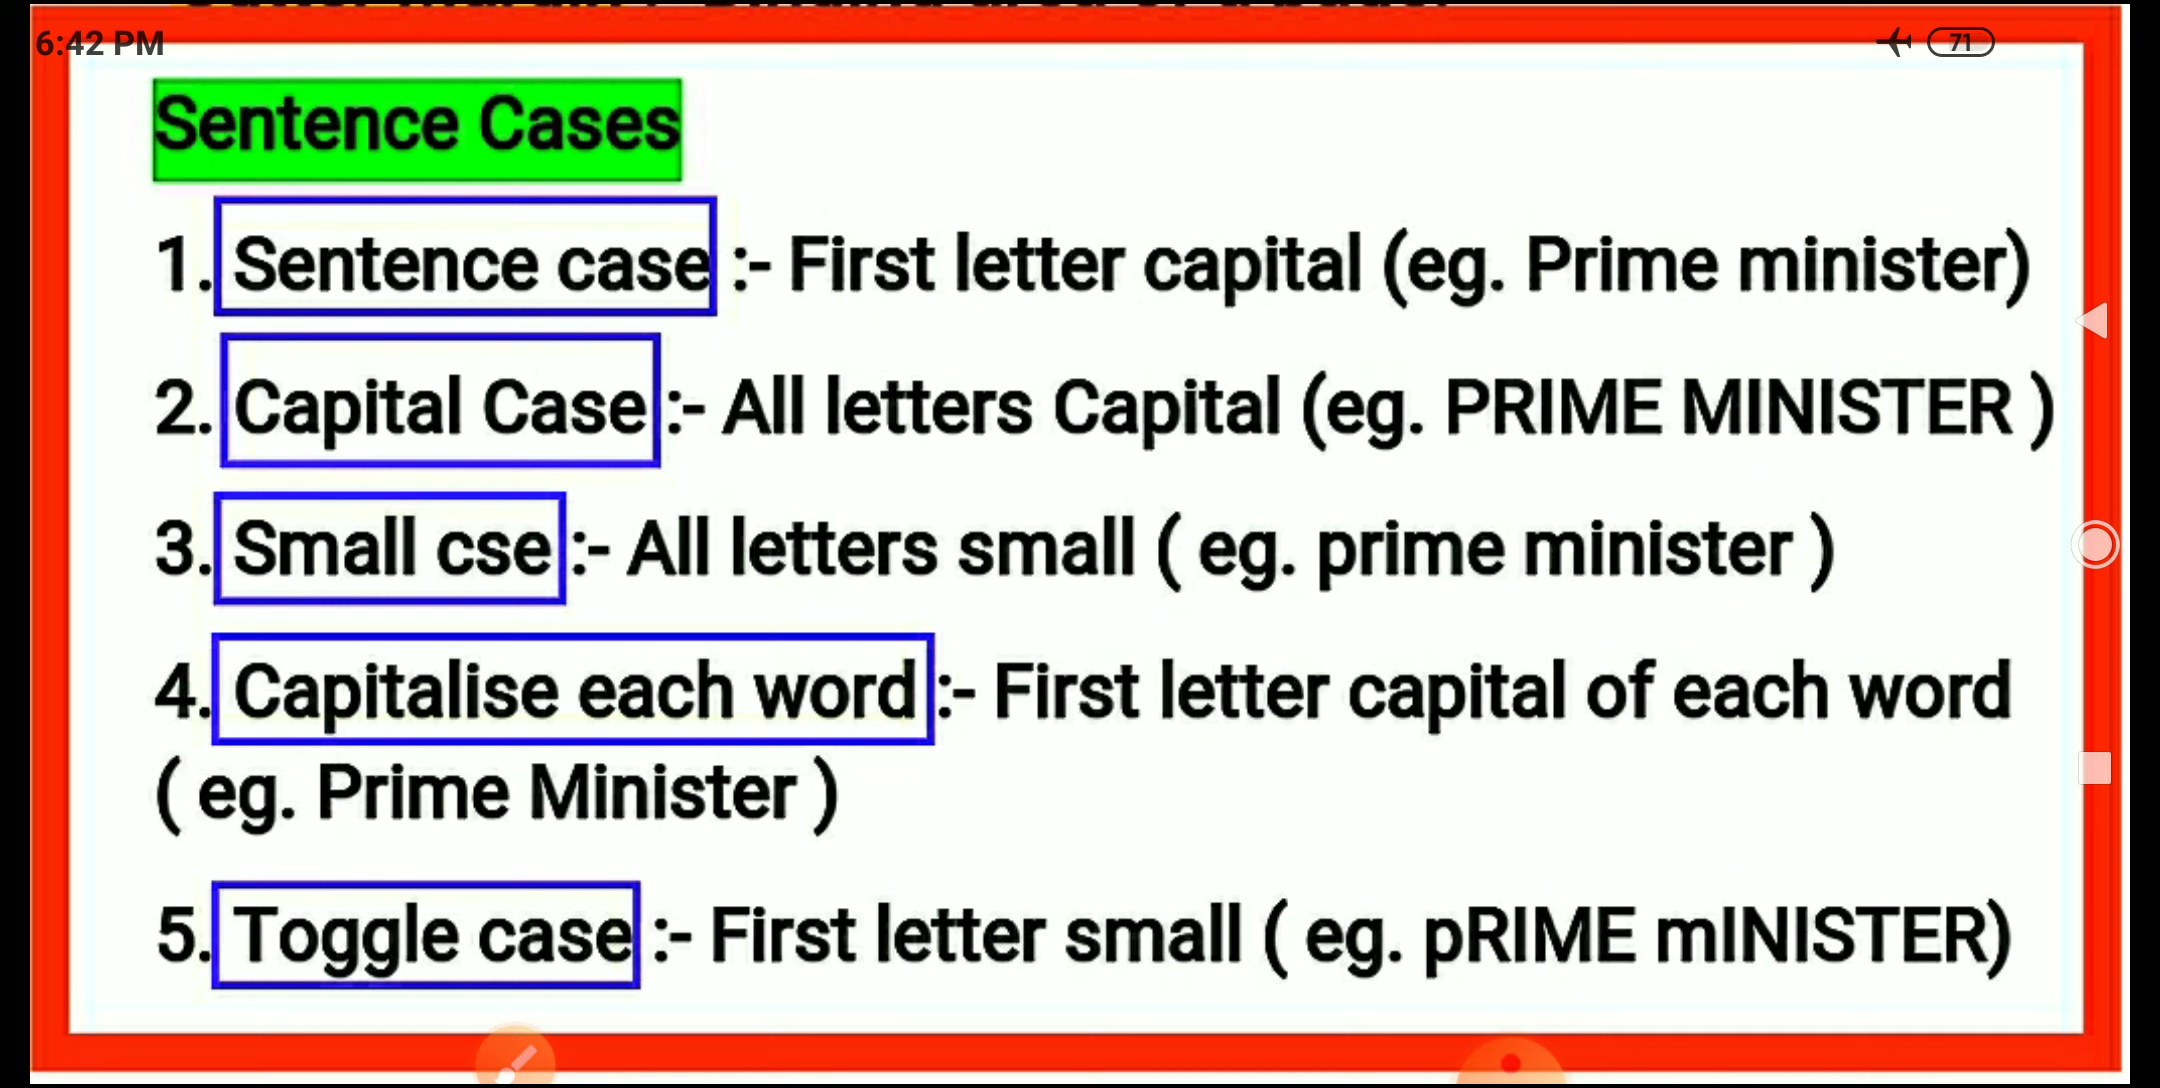 6:42 PM
71
Sentence Cases
1. Sentence case :- First letter capital (eg. Prime minister)
2. Capital Case :- All letters Capital (eg. PRIME MINISTER )
3. Small cse :- All letters small ( eg. prime minister )
4. Capitalise each word :- First letter capital of each word
( eg. Prime Minister )
5. Toggle case :- First letter small ( eg. pRIME mINISTER)